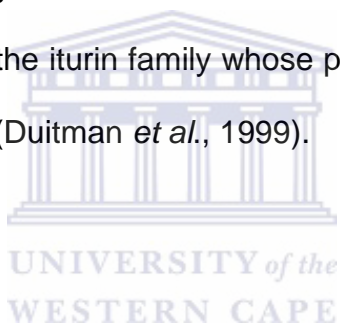 the iturin family whose p
(Duitman et al., 1999).
UNIVERSITY of the
WESTERN CAPE